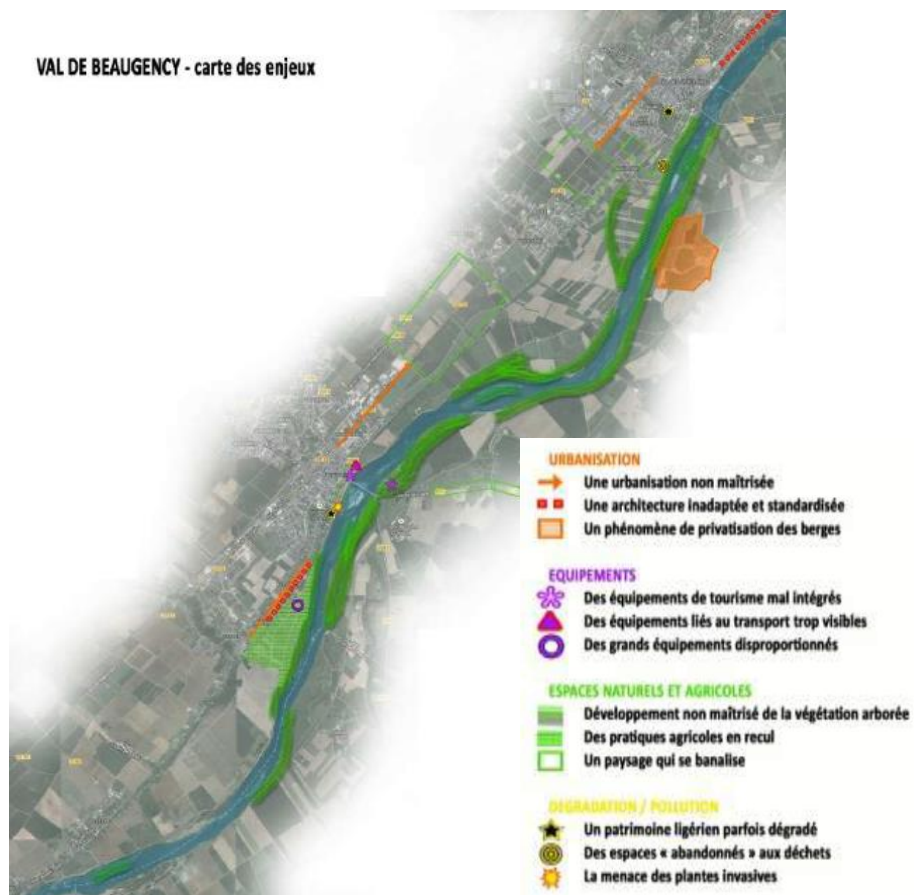 VAL DE BEAUGENCY - carte des enjeux
URBANISATION
Une urbanisation non maîtrisée
Une architecture inadaptée et standardisée
Un phénomène de privatisation des berges
EQUIPEMENTS
Des équipements de tourisme mal intégrés
Des équipements liés au transport trop visibles
Des grands équipements disproportionnés
ESPACES NATURELS ET AGRICOLES
Développement non maîtrisé de la végétation arborée
Des pratiques agricoles en recul
Un paysage qui se banalise
DEGRADATION / POLLUTION
Un patrimoine ligérien parfois dégradé
Des espaces « abandonnés » aux déchets
La menace des plantes invasives